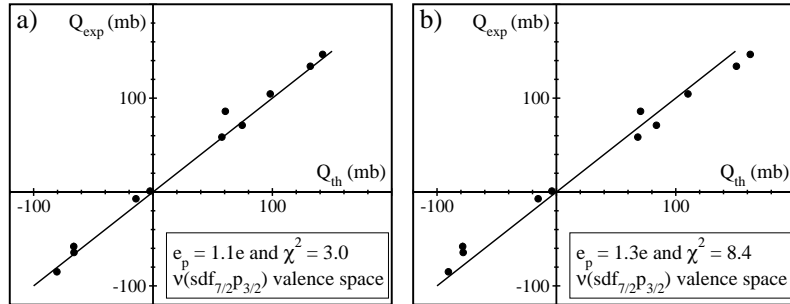 a)
Q_exp (mb)
100
Q_th (mb)
-100
100
-100
e_p = 1.1e and χ² = 3.0
ν(sdf_7/2p_3/2) valence space
b)
Q_exp (mb)
100
Q_th (mb)
-100
100
-100
e_p = 1.3e and χ² = 8.4
ν(sdf_7/2p_3/2) valence space